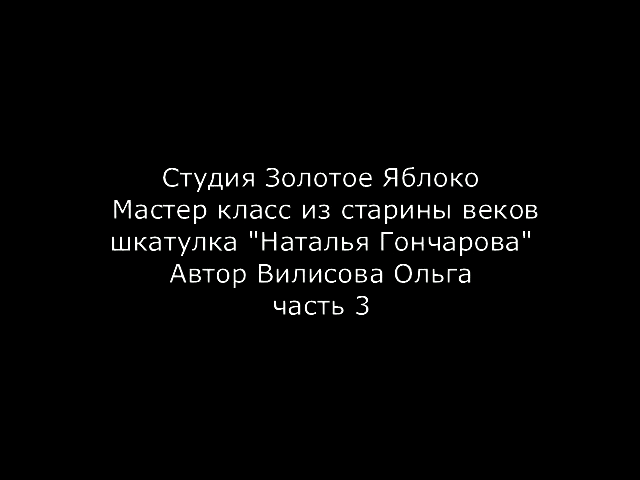 Студия Золотое Яблоко
Мастер класс из старины веков
шкатулка "Наталья Гончарова"
Автор Вилисова Ольга
часть 3